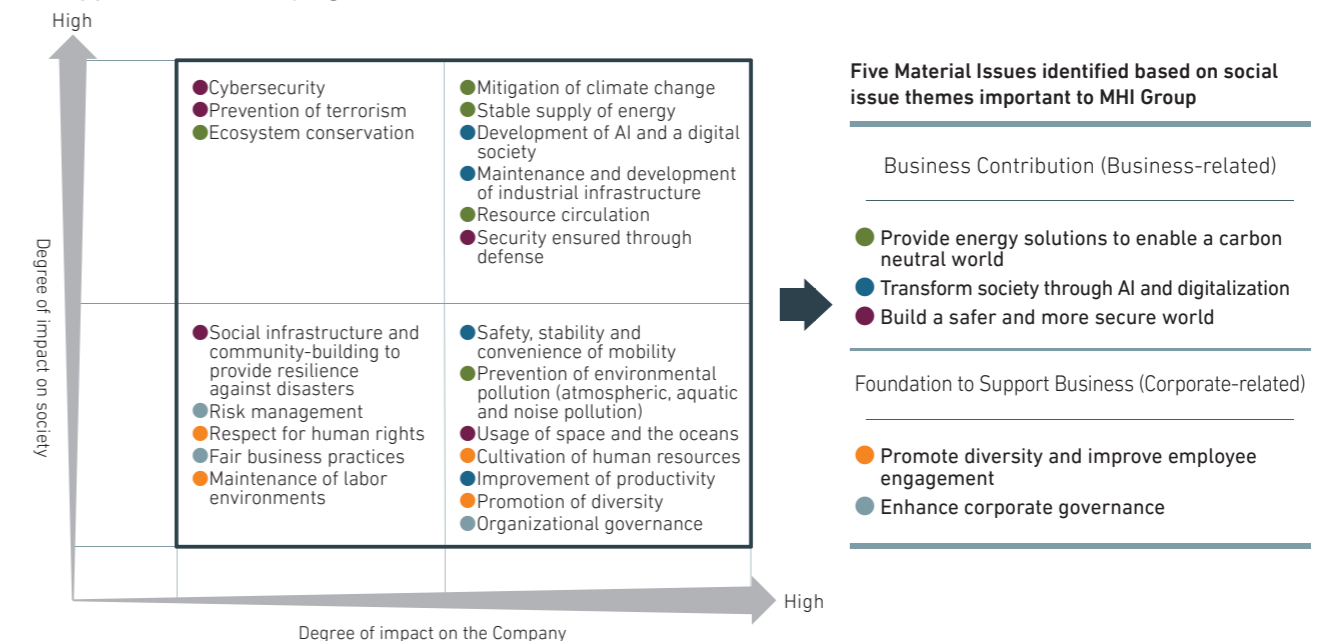 High
Cybersecurity
Prevention of terrorism
Ecosystem conservation
Mitigation of climate change
Stable supply of energy
Development of AI and a digital
society
Maintenance and development
of industrial infrastructure
Resource circulation
Security ensured through
defense
Social infrastructure and
community-building to
provide resilience
against disasters
Risk management
Respect for human rights
Fair business practices
Maintenance of labor
environments
Safety, stability and
convenience of mobility
Prevention of environmental
pollution (atmospheric, aquatic
and noise pollution)
Usage of space and the oceans
Cultivation of human resources
Improvement of productivity
Promotion of diversity
Organizational governance
Degree of impact on society
High
Degree of impact on the Company
Five Material Issues identified based on social
issue themes important to MHI Group
Business Contribution (Business-related)
Provide energy solutions to enable a carbon
neutral world
Transform society through AI and digitalization
Build a safer and more secure world
Foundation to Support Business (Corporate-related)
Promote diversity and improve employee
engagement
Enhance corporate governance